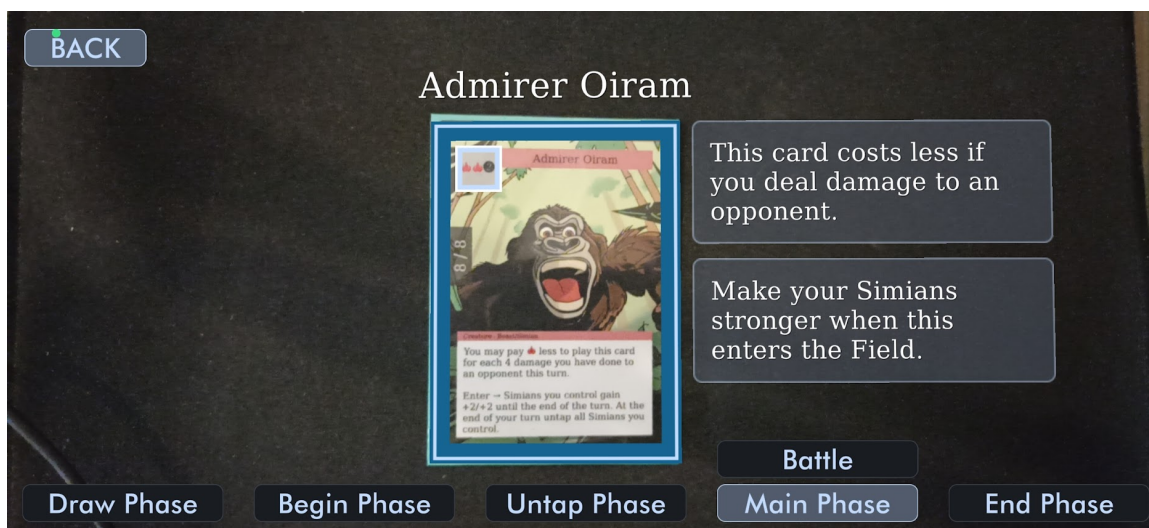 BACK
Admirer Oiram
Admirer Oiram
8/8
Creature - Beast/Simian
You may pay less to play this card
for each 4 damage you have done to
an opponent this turn.
Enter → Simians you control gain
+2/+2 until the end of the turn. At the
end of your turn untap all Simians you
control.
This card costs less if
you deal damage to an
opponent.
Make your Simians
stronger when this
enters the Field.
Battle
Draw Phase
Begin Phase
Untap Phase
Main Phase
End Phase